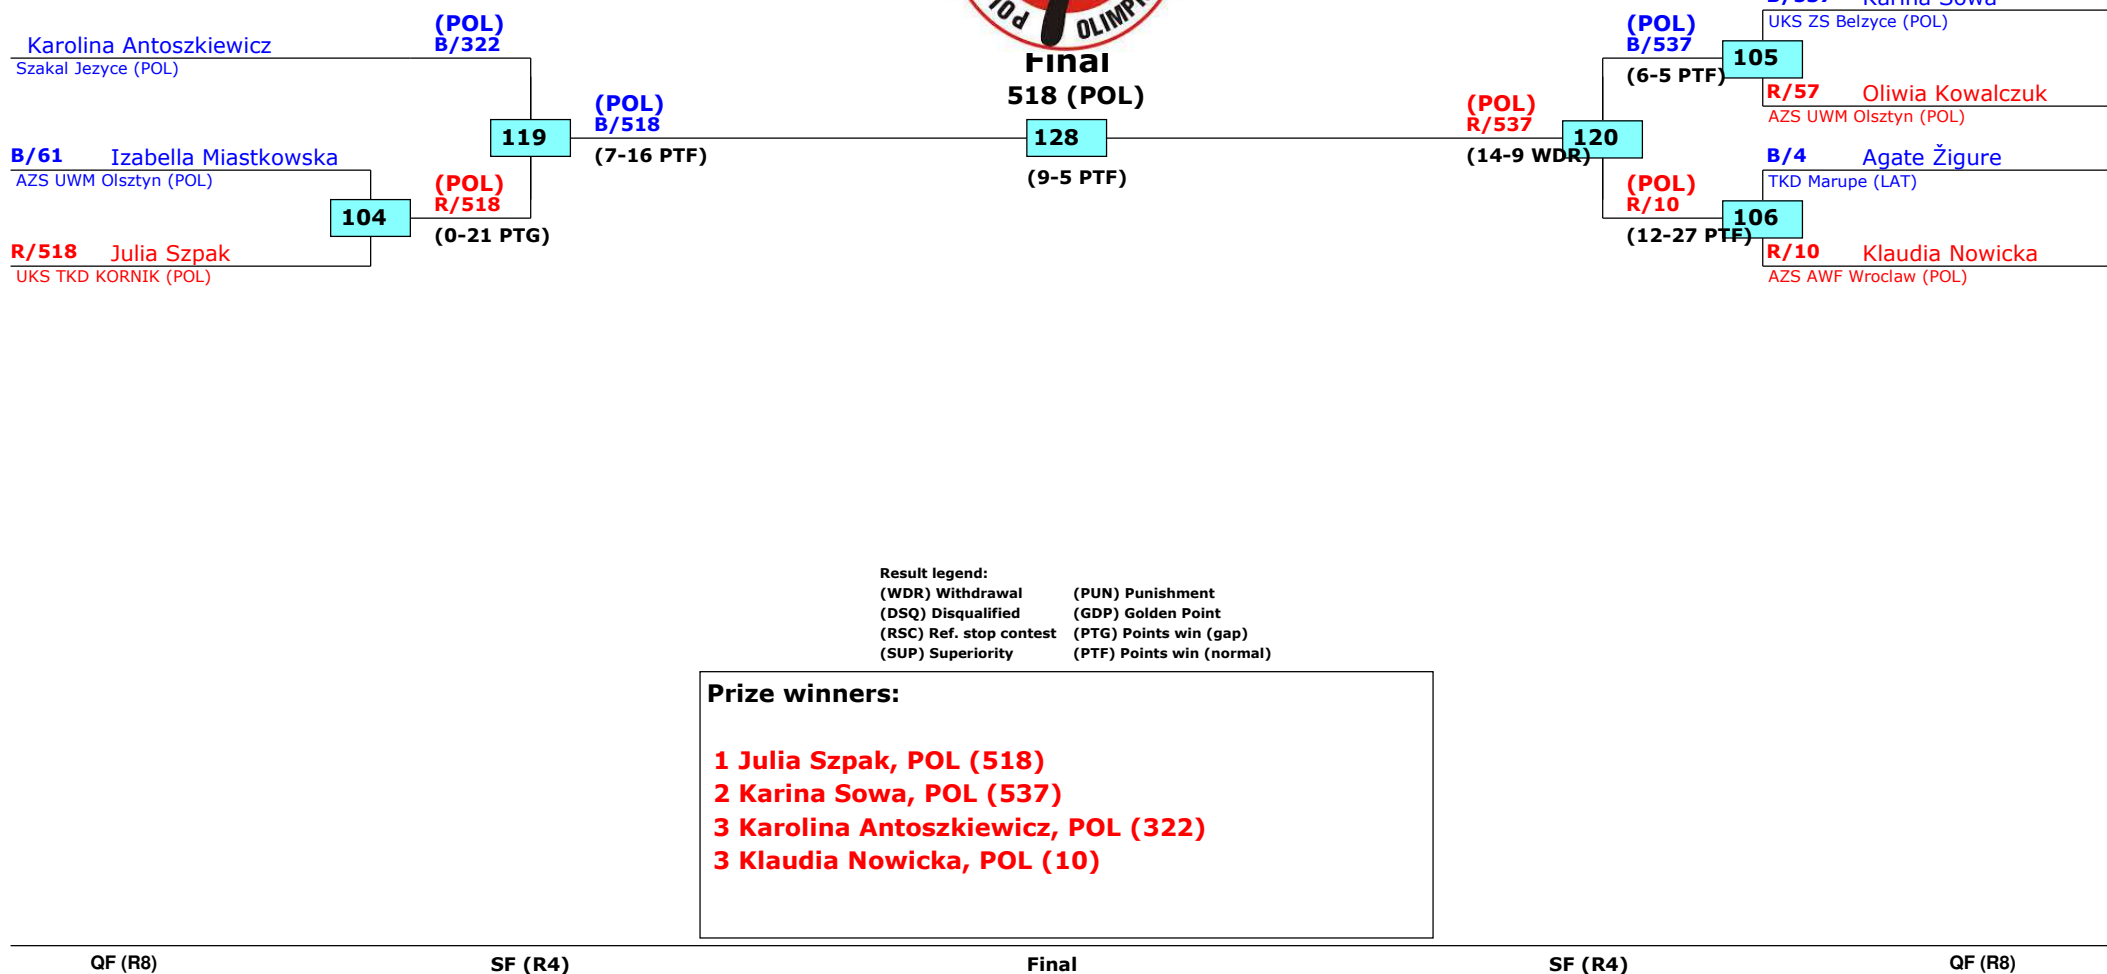 POL OLIMP
Karolina Antoszkiewicz
Szakal Jezyce (POL)
(POL)
B/322
B/61 Izabella Miastkowska
AZS UWM Olsztyn (POL)
104
(POL)
R/518
(0-21 PTG)
R/518 Julia Szpak
UKS TKD KORNIK (POL)
119
(POL)
B/518
(7-16 PTF)
Final
518 (POL)
128
(9-5 PTF)
(POL)
R/537
(14-9 WDR)
120
(POL)
B/537
(6-5 PTF)
105
B/537 Karina Sowa
UKS ZS Belzyce (POL)
R/57 Oliwia Kowalczuk
AZS UWM Olsztyn (POL)
B/4 Agate Žigure
TKD Marupe (LAT)
(POL)
R/10
(12-27 PTF)
106
R/10 Klaudia Nowicka
AZS AWF Wroclaw (POL)
Result legend:
(WDR) Withdrawal (PUN) Punishment
(DSQ) Disqualified (GDP) Golden Point
(RSC) Ref. stop contest (PTG) Points win (gap)
(SUP) Superiority (PTF) Points win (normal)
Prize winners:
1 Julia Szpak, POL (518)
2 Karina Sowa, POL (537)
3 Karolina Antoszkiewicz, POL (322)
3 Klaudia Nowicka, POL (10)
QF (R8) SF (R4) Final SF (R4) QF (R8)